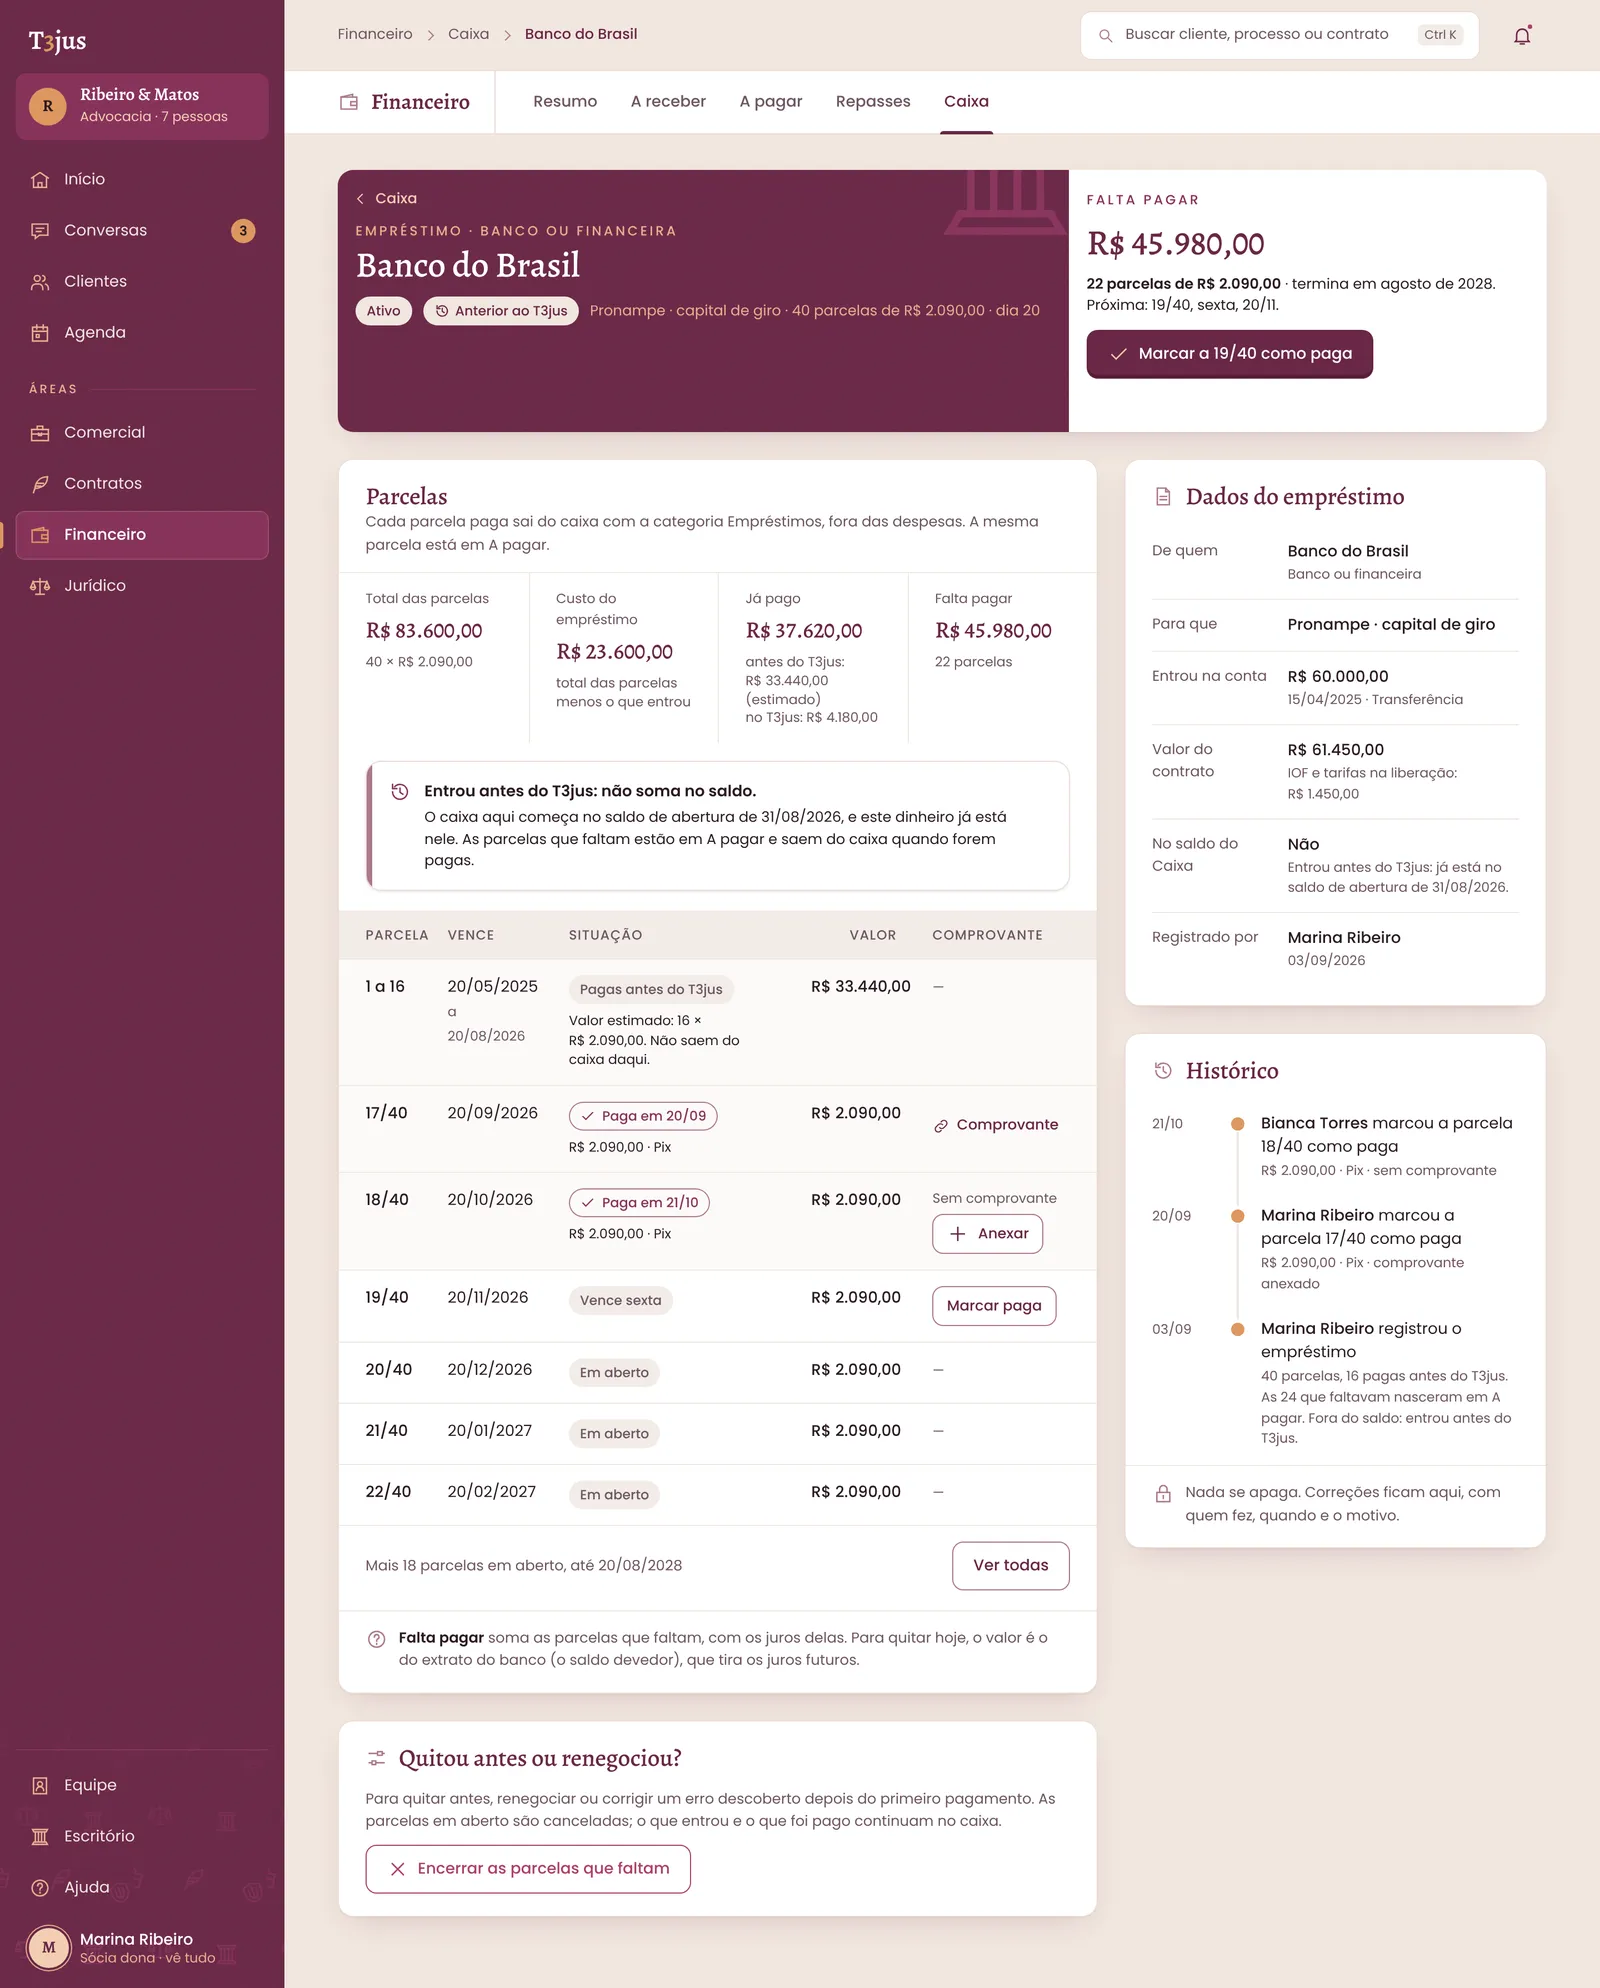 T3jus
R
Ribeiro & Matos
Advocacia · 7 pessoas
Início
Conversas
3
Clientes
Agenda
ÁREAS
Comercial
Contratos
Financeiro
Jurídico
Equipe
Escritório
Ajuda
M
Marina Ribeiro
Sócia dona · vê tudo
Financeiro
Caixa
Banco do Brasil
Buscar cliente, processo ou contrato
Ctrl K
Financeiro
Resumo
A receber
A pagar
Repasses
Caixa
Caixa
EMPRÉSTIMO · BANCO OU FINANCEIRA
Banco do Brasil
Ativo
Anterior ao T3jus
Pronampe · capital de giro · 40 parcelas de R$ 2.090,00 · dia 20
FALTA PAGAR
R$ 45.980,00
22 parcelas de R$ 2.090,00 · termina em agosto de 2028.
Próxima: 19/40, sexta, 20/11.
Marcar a 19/40 como paga
Parcelas
Cada parcela paga sai do caixa com a categoria Empréstimos, fora das despesas. A mesma
parcela está em A pagar.
Total das parcelas
R$ 83.600,00
40 × R$ 2.090,00
Custo do
empréstimo
R$ 23.600,00
total das parcelas
menos o que entrou
Já pago
R$ 37.620,00
antes do T3jus:
R$ 33.440,00
(estimado)
no T3jus: R$ 4.180,00
Falta pagar
R$ 45.980,00
22 parcelas
Entrou antes do T3jus: não soma no saldo.
O caixa aqui começa no saldo de abertura de 31/08/2026, e este dinheiro já está
nele. As parcelas que faltam estão em A pagar e saem do caixa quando forem
pagas.
PARCELA
VENCE
SITUAÇÃO
VALOR
COMPROVANTE
1 a 16
20/05/2025
a
20/08/2026
Pagas antes do T3jus
Valor estimado: 16 ×
R$ 2.090,00. Não saem do
caixa daqui.
R$ 33.440,00
—
17/40
20/09/2026
Paga em 20/09
R$ 2.090,00 · Pix
R$ 2.090,00
Comprovante
18/40
20/10/2026
Paga em 21/10
R$ 2.090,00 · Pix
R$ 2.090,00
Sem comprovante
Anexar
19/40
20/11/2026
Vence sexta
R$ 2.090,00
Marcar paga
20/40
20/12/2026
Em aberto
R$ 2.090,00
—
21/40
20/01/2027
Em aberto
R$ 2.090,00
—
22/40
20/02/2027
Em aberto
R$ 2.090,00
—
Mais 18 parcelas em aberto, até 20/08/2028
Ver todas
Falta pagar soma as parcelas que faltam, com os juros delas. Para quitar hoje, o valor é o
do extrato do banco (o saldo devedor), que tira os juros futuros.
Quitou antes ou renegociou?
Para quitar antes, renegociar ou corrigir um erro descoberto depois do primeiro pagamento. As
parcelas em aberto são canceladas; o que entrou e o que foi pago continuam no caixa.
Encerrar as parcelas que faltam
Dados do empréstimo
De quem
Banco do Brasil
Banco ou financeira
Para que
Pronampe · capital de giro
Entrou na conta
R$ 60.000,00
15/04/2025 · Transferência
Valor do
contrato
R$ 61.450,00
IOF e tarifas na liberação:
R$ 1.450,00
No saldo do
Caixa
Não
Entrou antes do T3jus: já está no
saldo de abertura de 31/08/2026.
Registrado por
Marina Ribeiro
03/09/2026
Histórico
21/10
Bianca Torres marcou a parcela
18/40 como paga
R$ 2.090,00 · Pix · sem comprovante
20/09
Marina Ribeiro marcou a
parcela 17/40 como paga
R$ 2.090,00 · Pix · comprovante
anexado
03/09
Marina Ribeiro registrou o
empréstimo
40 parcelas, 16 pagas antes do T3jus.
As 24 que faltavam nasceram em A
pagar. Fora do saldo: entrou antes do
T3jus.
Nada se apaga. Correções ficam aqui, com
quem fez, quando e o motivo.